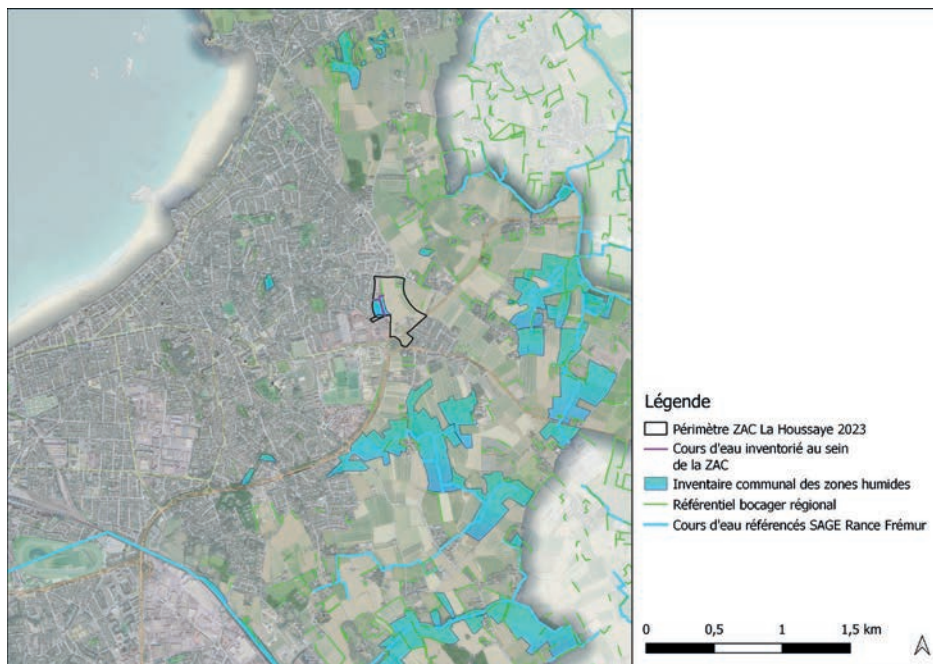 Légende
Périmètre ZAC La Houssaye 2023
Cours d'eau inventorié au sein
de la ZAC
Inventaire communal des zones humides
Référentiel bocager régional
Cours d'eau référencés SAGE Rance Frémur
0 0,5 1 1,5 km